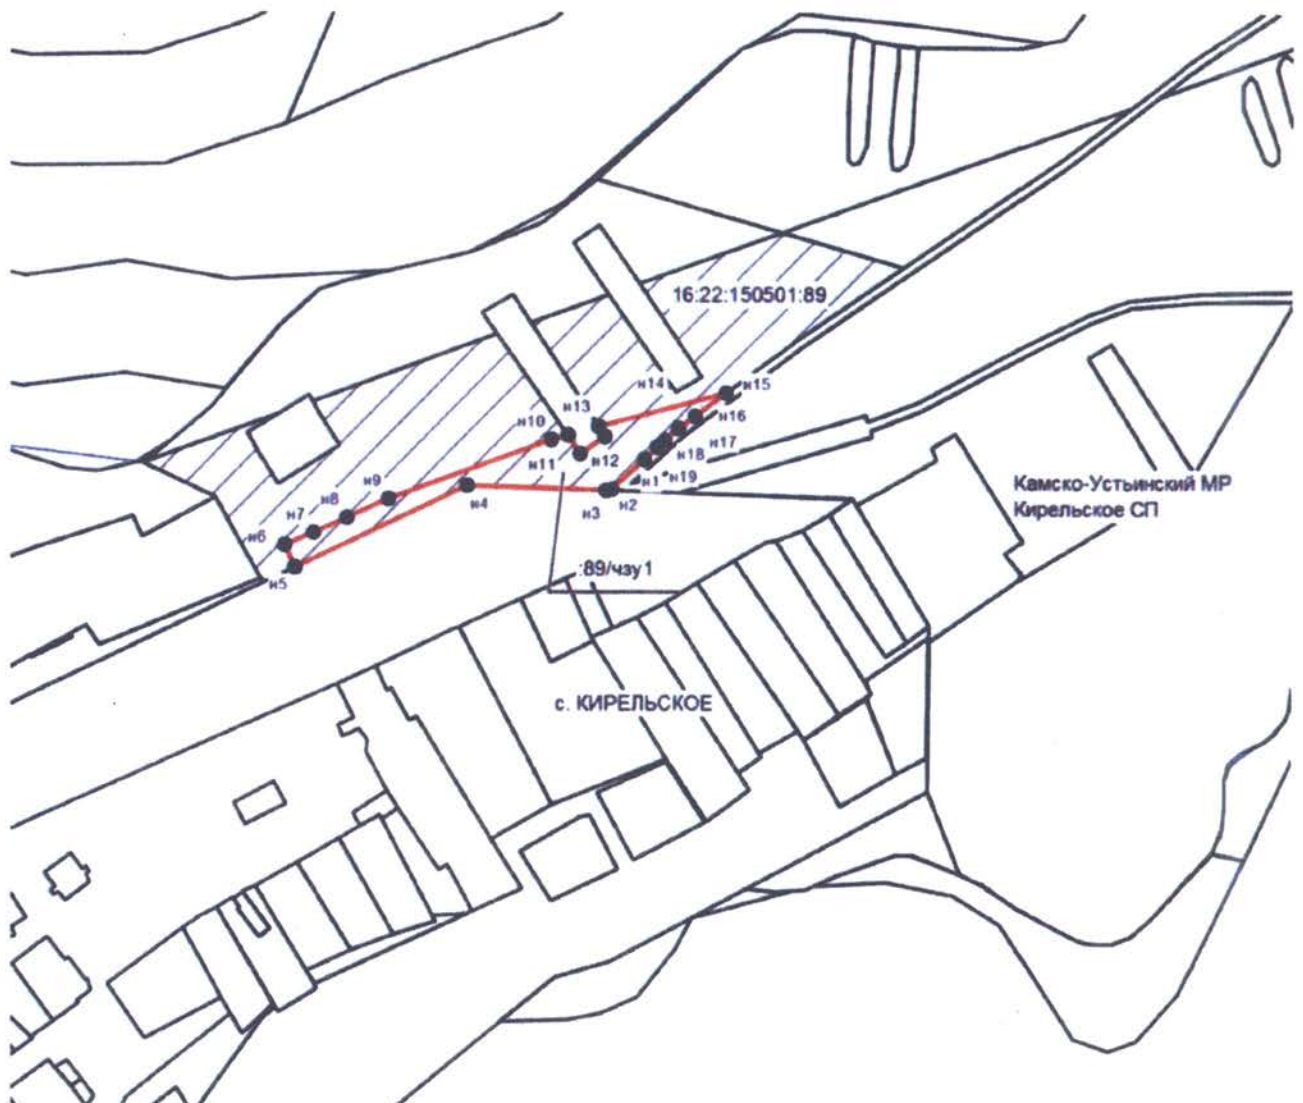 16:22:150501:89
н14
н15
н13
н16
н10
н17
н11
н12
н18
н9
н1
н19
н8
н4
н2
н7
н3
н6
н5
Камско-Устьинский МР
Кирельское СП
:89/чзу1
с. КИРЕЛЬСКОЕ